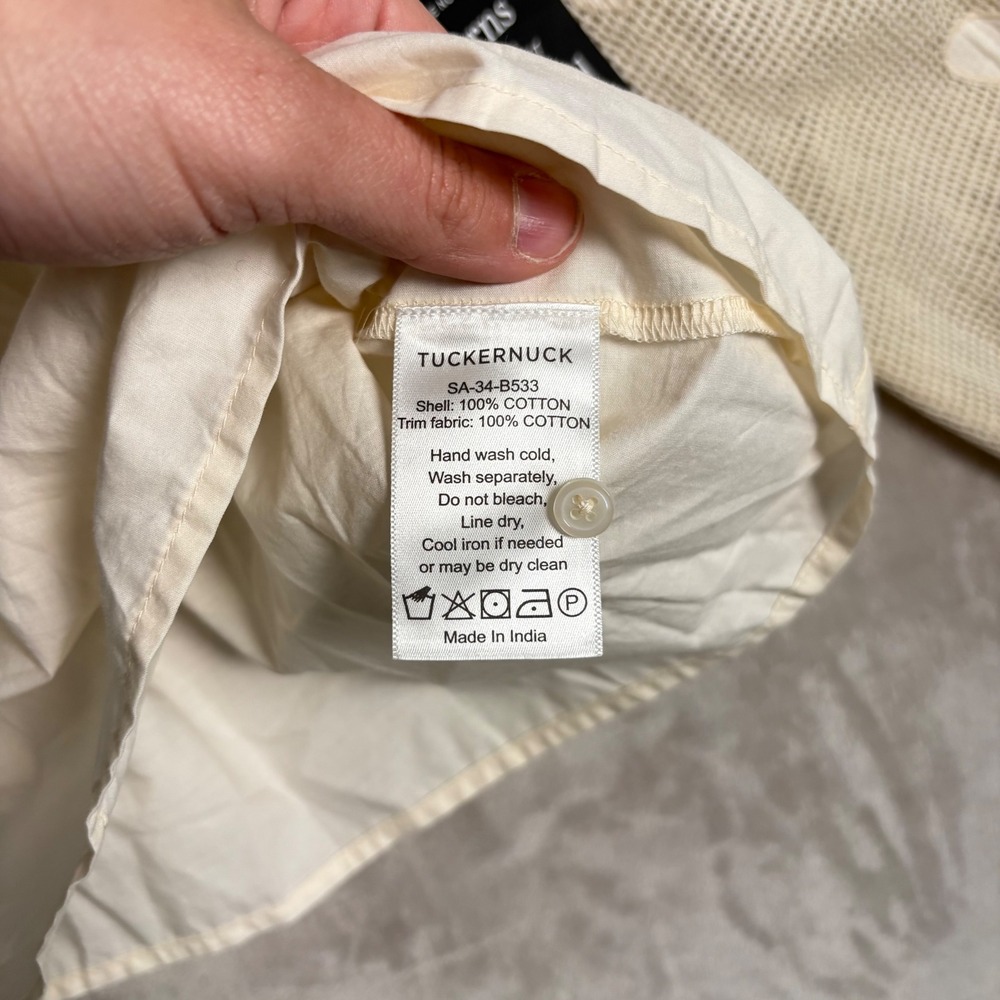 TUCKERNUCK
SA-34-B533
Shell: 100% COTTON
Trim fabric: 100% COTTON
Hand wash cold,
Wash separately,
Do not bleach,
Line dry,
Cool iron if needed
or may be dry clean
P
Made In India